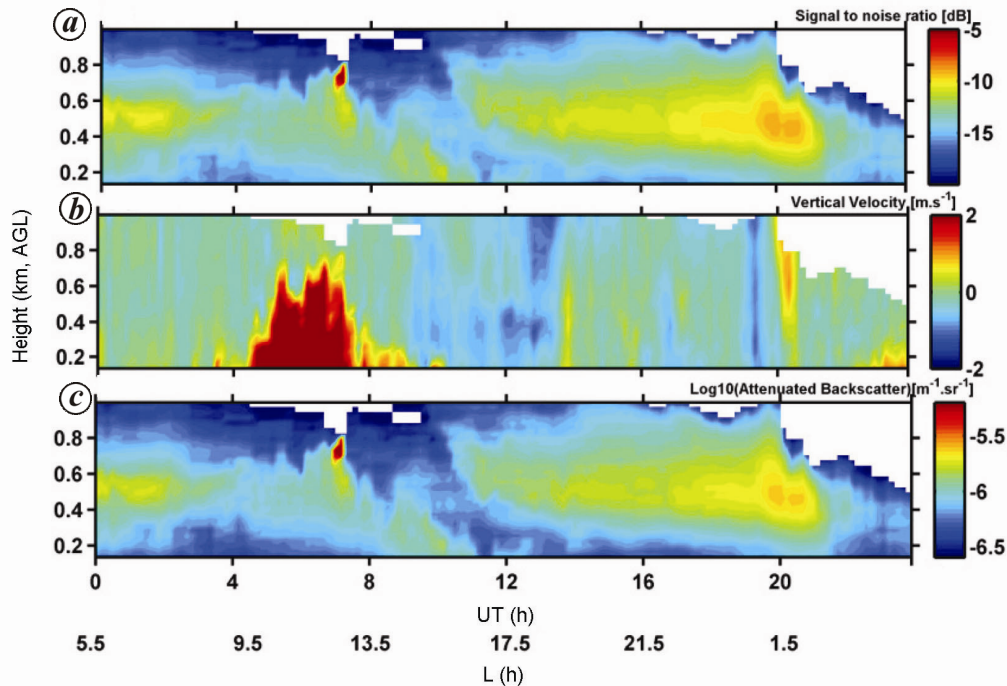 a
Signal to noise ratio [dB]
0.8
0.6
0.4
0.2
-5
-10
-15
b
Vertical Velocity [m.s-1]
0.8
0.6
0.4
0.2
2
0
-2
Height (km, AGL)
c
Log10(Attenuated Backscatter)[m-1.sr-1]
0.8
0.6
0.4
0.2
-5.5
-6
-6.5
0 4 8 12 16 20
UT (h)
5.5 9.5 13.5 17.5 21.5 1.5
L (h)